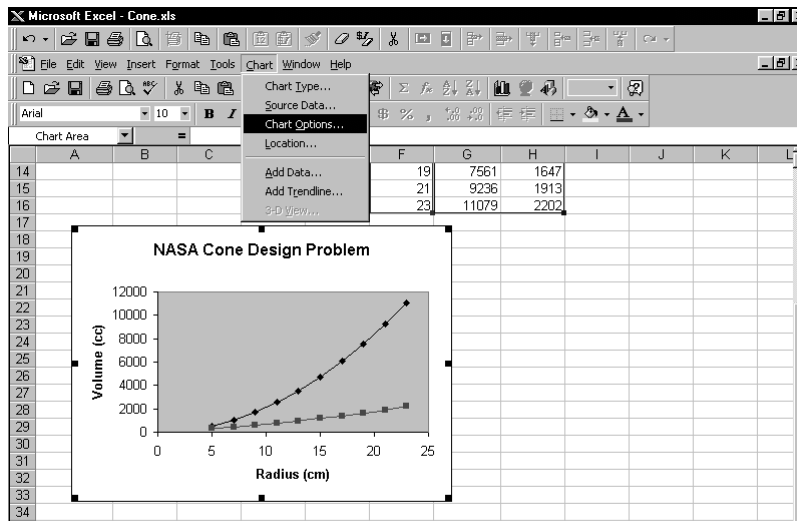 Microsoft Excel - Cone.xls
File Edit View Insert Format Tools Chart Window Help
Chart Type...
Source Data...
Chart Options...
Location...
Add Data...
Add Trendline...
3-D View...
Arial 10 B I
Chart Area =
A B C F G H I J K L
14 19 7561 1647
15 21 9236 1913
16 23 11079 2202
17
18
19
20
21
22
23
24
25
26
27
28
29
30
31
32
33
34
NASA Cone Design Problem
Volume (cc)
12000
10000
8000
6000
4000
2000
0
0 5 10 15 20 25
Radius (cm)